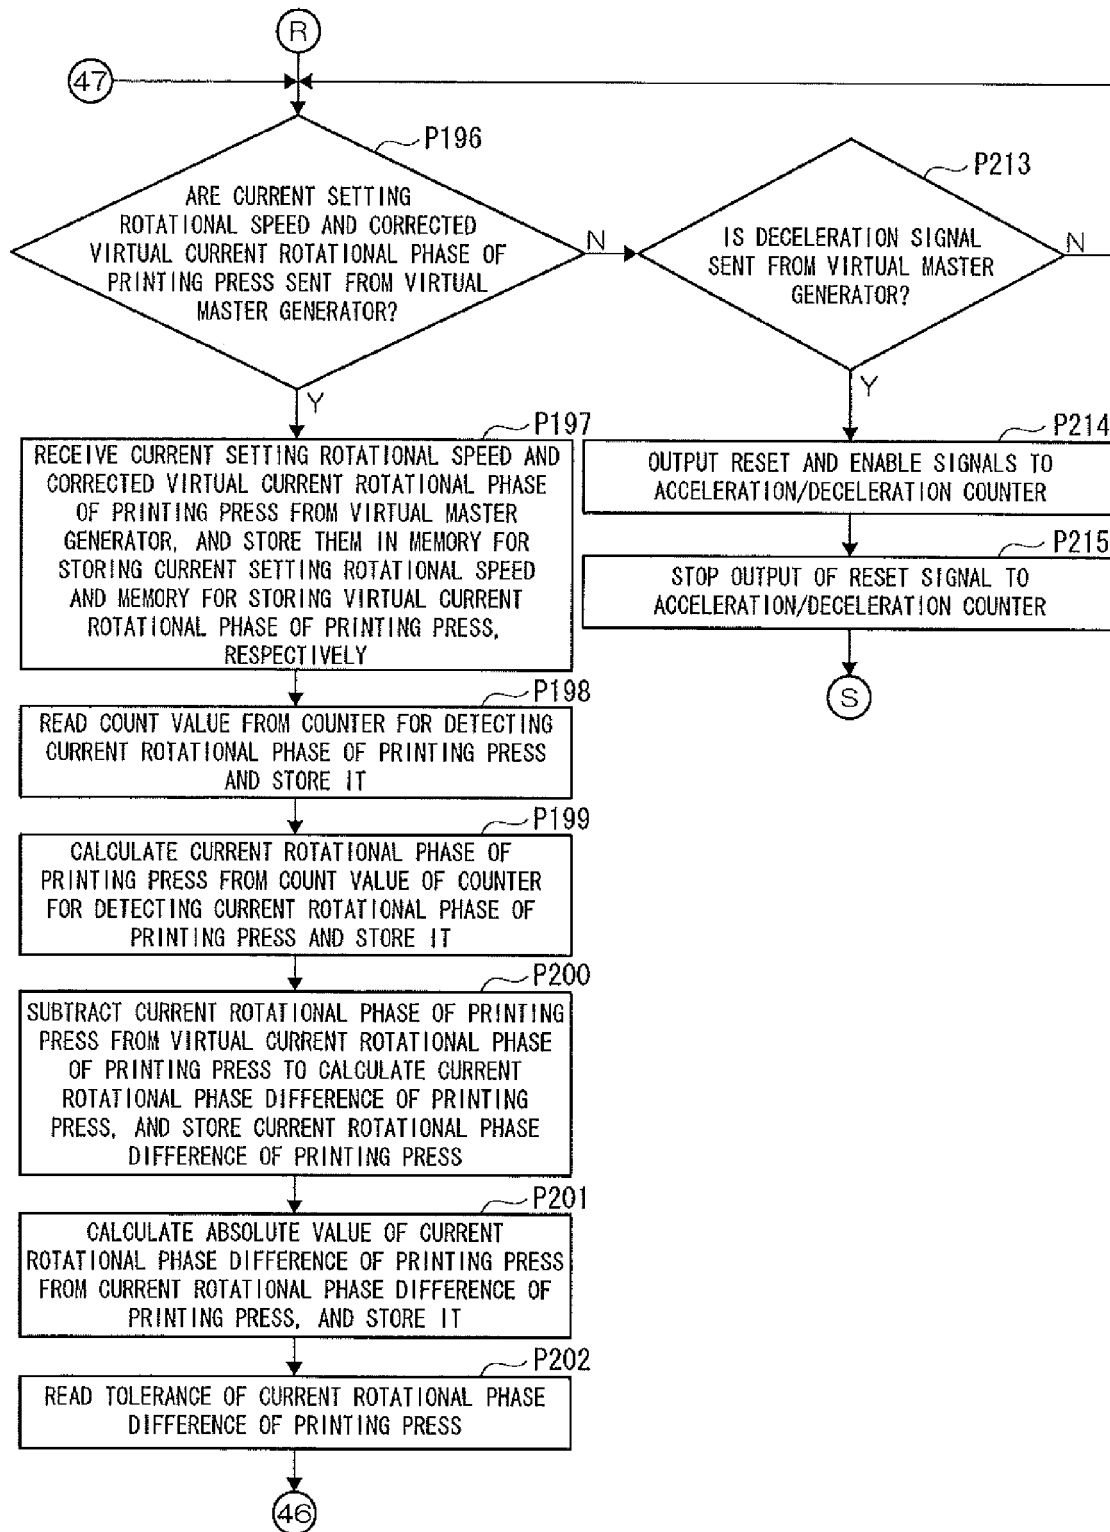 R
47
P196
ARE CURRENT SETTING
ROTATIONAL SPEED AND CORRECTED
VIRTUAL CURRENT ROTATIONAL PHASE OF
PRINTING PRESS SENT FROM VIRTUAL
MASTER GENERATOR?
N
Y
P213
IS DECELERATION SIGNAL
SENT FROM VIRTUAL MASTER
GENERATOR?
N
Y
P197
RECEIVE CURRENT SETTING ROTATIONAL SPEED AND
CORRECTED VIRTUAL CURRENT ROTATIONAL PHASE
OF PRINTING PRESS FROM VIRTUAL MASTER
GENERATOR, AND STORE THEM IN MEMORY FOR
STORING CURRENT SETTING ROTATIONAL SPEED
AND MEMORY FOR STORING VIRTUAL CURRENT
ROTATIONAL PHASE OF PRINTING PRESS,
RESPECTIVELY
P214
OUTPUT RESET AND ENABLE SIGNALS TO
ACCELERATION/DECELERATION COUNTER
P215
STOP OUTPUT OF RESET SIGNAL TO
ACCELERATION/DECELERATION COUNTER
S
P198
READ COUNT VALUE FROM COUNTER FOR DETECTING
CURRENT ROTATIONAL PHASE OF PRINTING PRESS
AND STORE IT
P199
CALCULATE CURRENT ROTATIONAL PHASE OF
PRINTING PRESS FROM COUNT VALUE OF COUNTER
FOR DETECTING CURRENT ROTATIONAL PHASE OF
PRINTING PRESS AND STORE IT
P200
SUBTRACT CURRENT ROTATIONAL PHASE OF PRINTING
PRESS FROM VIRTUAL CURRENT ROTATIONAL PHASE
OF PRINTING PRESS TO CALCULATE CURRENT
ROTATIONAL PHASE DIFFERENCE OF PRINTING
PRESS, AND STORE CURRENT ROTATIONAL PHASE
DIFFERENCE OF PRINTING PRESS
P201
CALCULATE ABSOLUTE VALUE OF CURRENT
ROTATIONAL PHASE DIFFERENCE OF PRINTING PRESS
FROM CURRENT ROTATIONAL PHASE DIFFERENCE OF
PRINTING PRESS, AND STORE IT
P202
READ TOLERANCE OF CURRENT ROTATIONAL PHASE
DIFFERENCE OF PRINTING PRESS
46